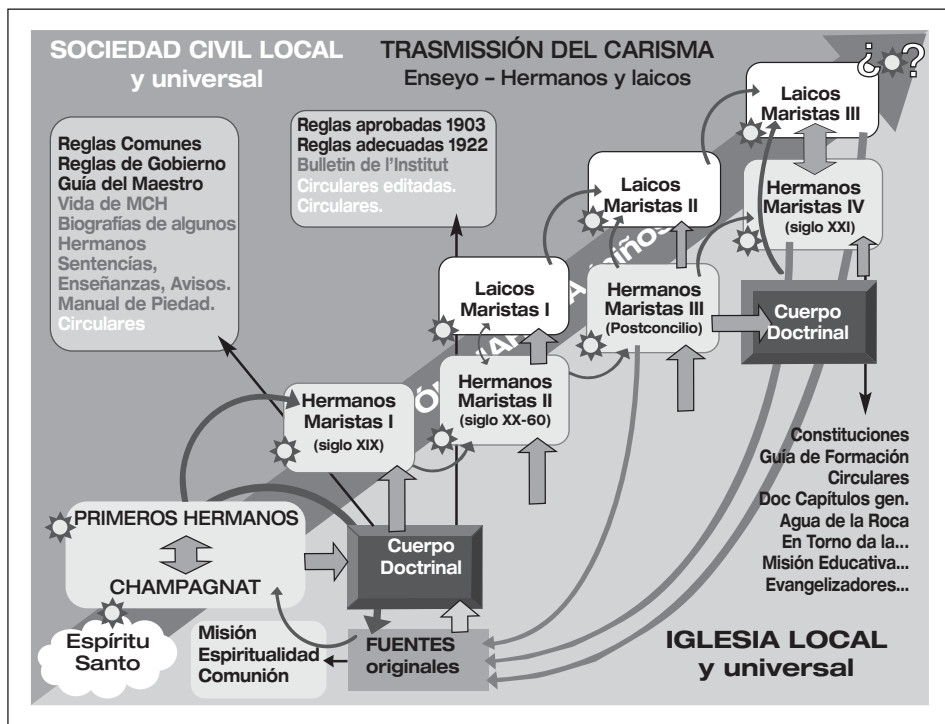 SOCIEDAD CIVIL LOCAL
y universal
TRASMISSIÓN DEL CARISMA
Enseyo – Hermanos y laicos
¿ ?
Reglas Comunes
Reglas de Gobierno
Guía del Maestro
Vida de MCH
Biografías de algunos
Hermanos
Sentencías,
Enseñanzas, Avisos.
Manual de Piedad.
Circulares
Reglas aprobadas 1903
Reglas adecuadas 1922
Bulletin de l’Institut
Circulares editadas.
Circulares.
Laicos
Maristas III
Laicos
Maristas II
Hermanos
Maristas IV
(siglo XXI)
Laicos
Maristas I
Hermanos
Maristas III
(Postconcilio)
Cuerpo
Doctrinal
Hermanos
Maristas II
(siglo XX-60)
Hermanos
Maristas I
(siglo XIX)
Constituciones
Guía de Formación
Circulares
Doc Capítulos gen.
Agua de la Roca
En Torno da la...
Misión Educativa...
Evangelizadores...
PRIMEROS HERMANOS
CHAMPAGNAT
Cuerpo
Doctrinal
Espíritu
Santo
Misión
Espiritualidad
Comunión
FUENTES
originales
IGLESIA LOCAL
y universal